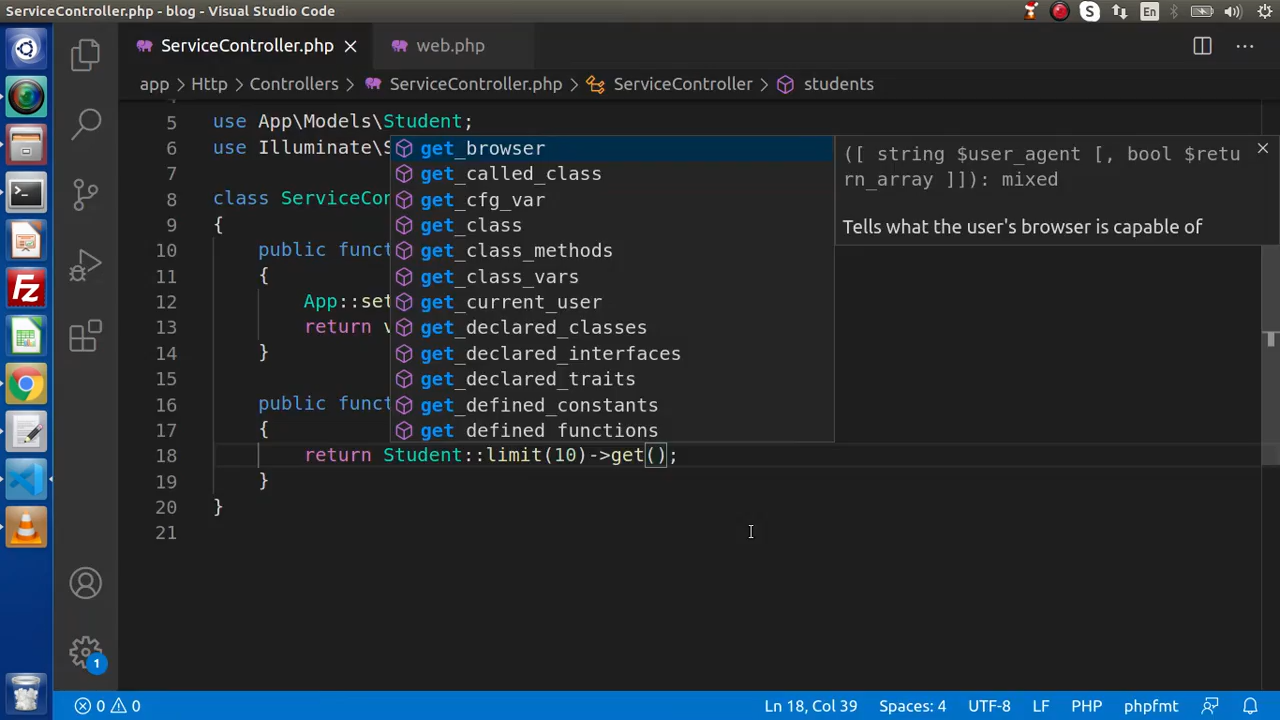 ServiceController.php - blog - Visual Studio Code
S
En
ServiceController.php
web.php
app > Http > Controllers > ServiceController.php > ServiceController > students
5 use App\Models\Student;
6 use Illuminate\S
get_browser
([ string $user_agent [, bool $retu
rn_array ]]): mixed
Tells what the user's browser is capable of
7
get_called_class
8 class ServiceCon
get_cfg_var
9 {
get_class
10 public funct
get_class_methods
11 {
get_class_vars
12 App::set
get_current_user
13 return v
get_declared_classes
14 }
get_declared_interfaces
15
get_declared_traits
16 public funct
get_defined_constants
17 {
get_defined_functions
18 return Student::limit(10)->get();
19 }
20 }
21
Fz
1
0 0
Ln 18, Col 39
Spaces: 4
UTF-8
LF
PHP
phpfmt